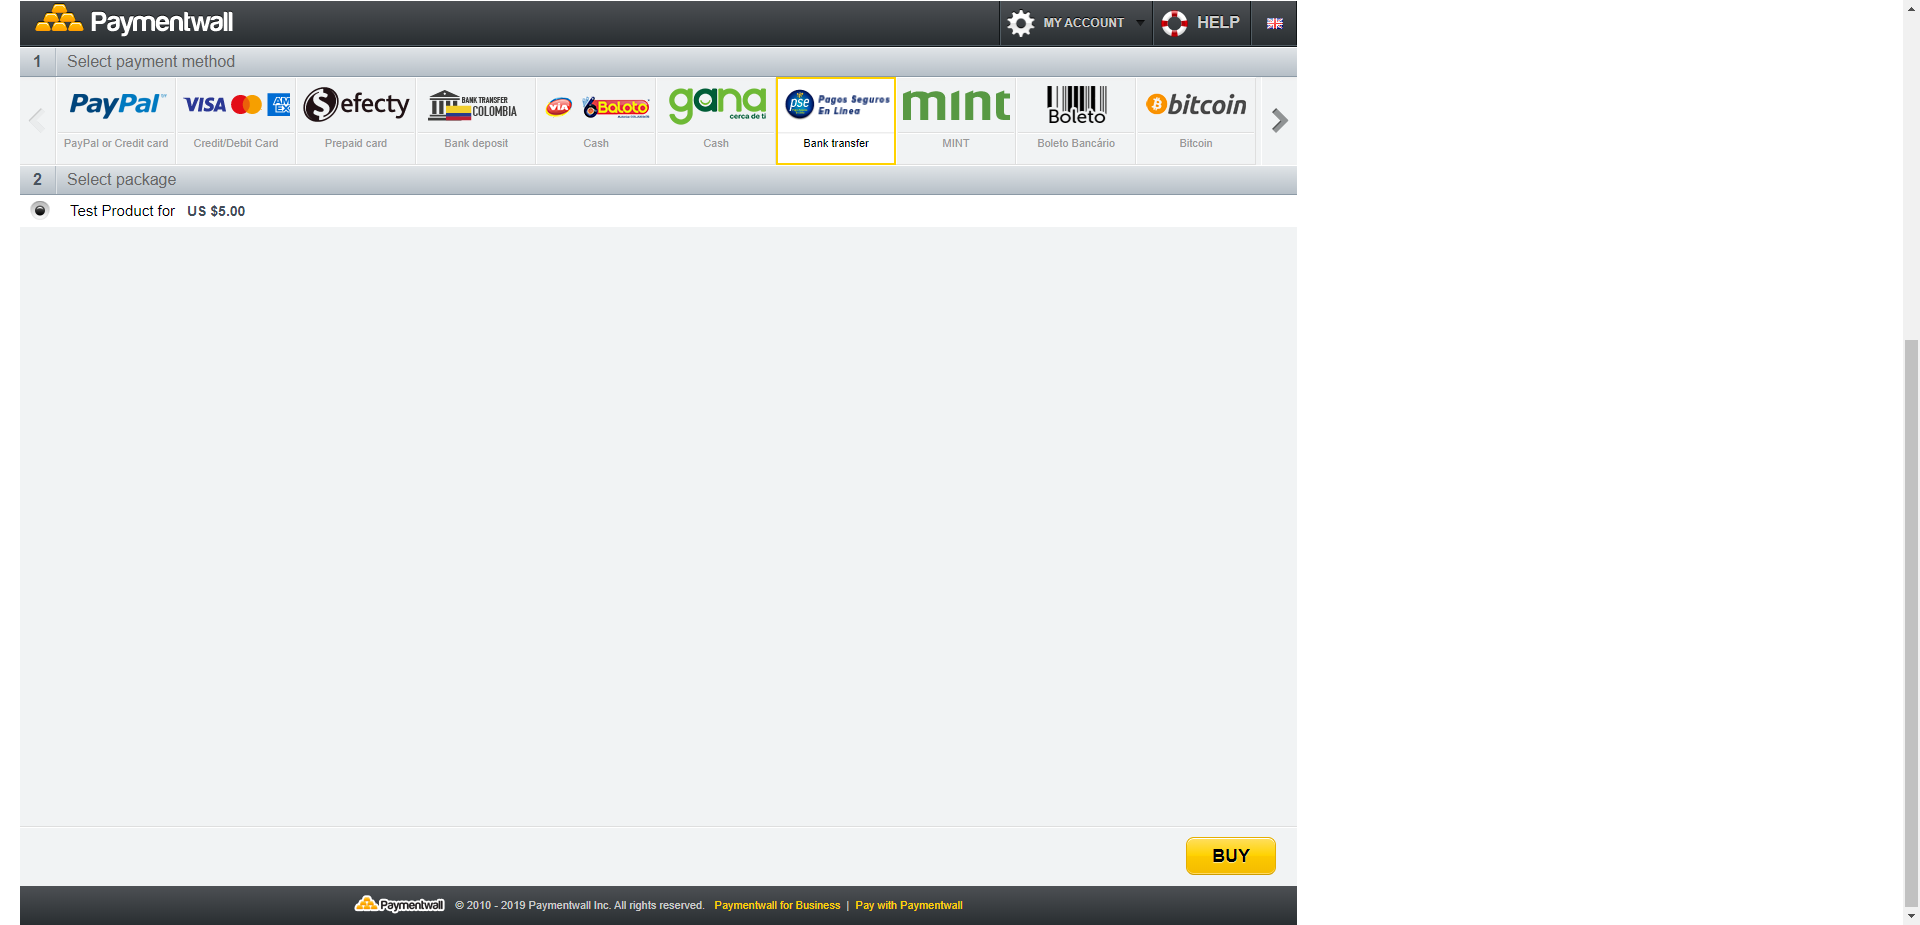 Paymentwall
MY ACCOUNT
HELP
1 Select payment method
PayPal
PayPal or Credit card
VISA AMEX
Credit/Debit Card
efecty
Prepaid card
BANK TRANSFER
COLOMBIA
Bank deposit
VIA Baloto
Cash
gana
cerca de ti
Cash
pse Pagos Seguros
En Linea
Bank transfer
mint
MINT
Boleto
Boleto Bancário
bitcoin
Bitcoin
2 Select package
Test Product for US $5.00
BUY
Paymentwall © 2010 - 2019 Paymentwall Inc. All rights reserved. Paymentwall for Business | Pay with Paymentwall